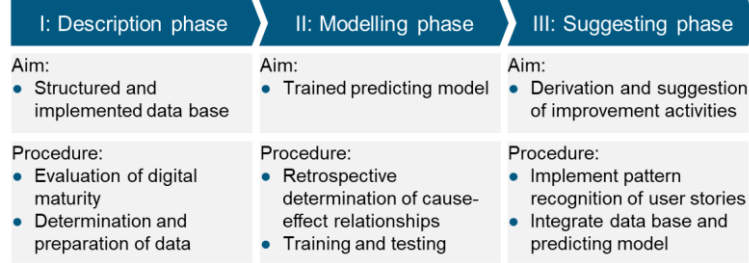 I: Description phase
II: Modelling phase
III: Suggesting phase
Aim:
● Structured and
implemented data base
Aim:
● Trained predicting model
Aim:
● Derivation and suggestion
of improvement activities
Procedure:
● Evaluation of digital
maturity
● Determination and
preparation of data
Procedure:
● Retrospective
determination of cause-
effect relationships
● Training and testing
Procedure:
● Implement pattern
recognition of user stories
● Integrate data base and
predicting model